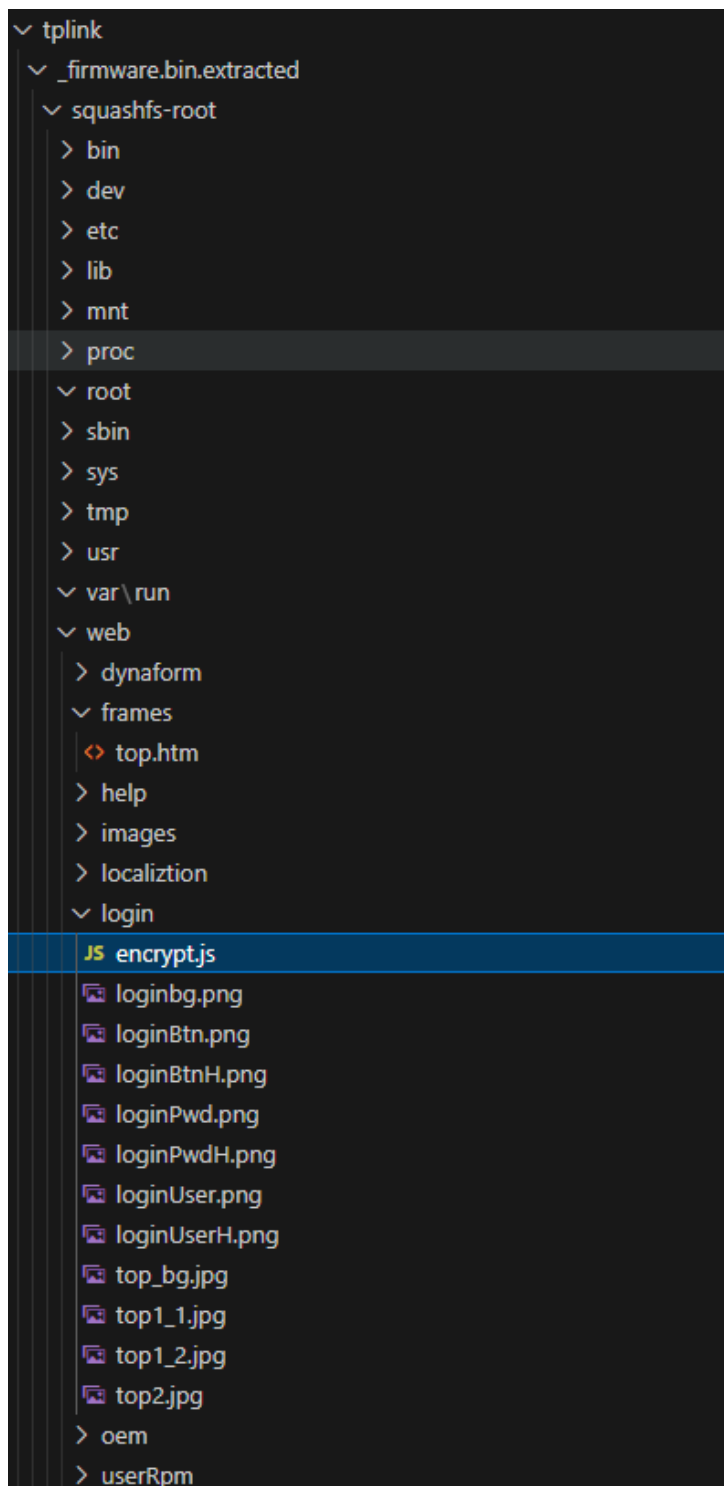 tplink
_firmware.bin.extracted
squashfs-root
bin
dev
etc
lib
mnt
proc
root
sbin
sys
tmp
usr
var\run
web
dynaform
frames
<> top.htm
help
images
localiztion
login
JS encrypt.js
loginbg.png
loginBtn.png
loginBtnH.png
loginPwd.png
loginPwdH.png
loginUser.png
loginUserH.png
top_bg.jpg
top1_1.jpg
top1_2.jpg
top2.jpg
oem
userRpm